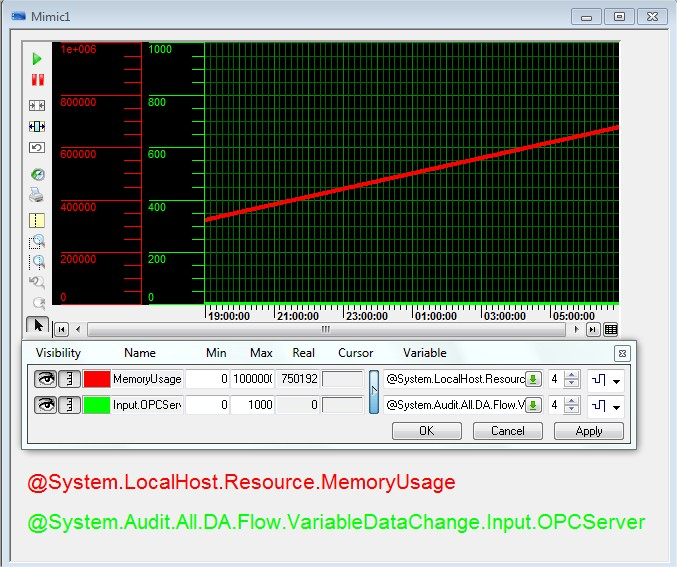 Mimic1
1e+006 1000
800000 800
600000 600
400000 400
200000 200
0 0
19:00:00 21:00:00 23:00:00 01:00:00 03:00:00 05:00:00
Visibility Name Min Max Real Cursor Variable
MemoryUsage 0 1000000 750192 @System.LocalHost.Resourc 4
Input.OPCSer 0 1000 0 @System.Audit.All.DA.Flow.V 4
OK Cancel Apply
@System.LocalHost.Resource.MemoryUsage
@System.Audit.All.DA.Flow.VariableDataChange.Input.OPCServer